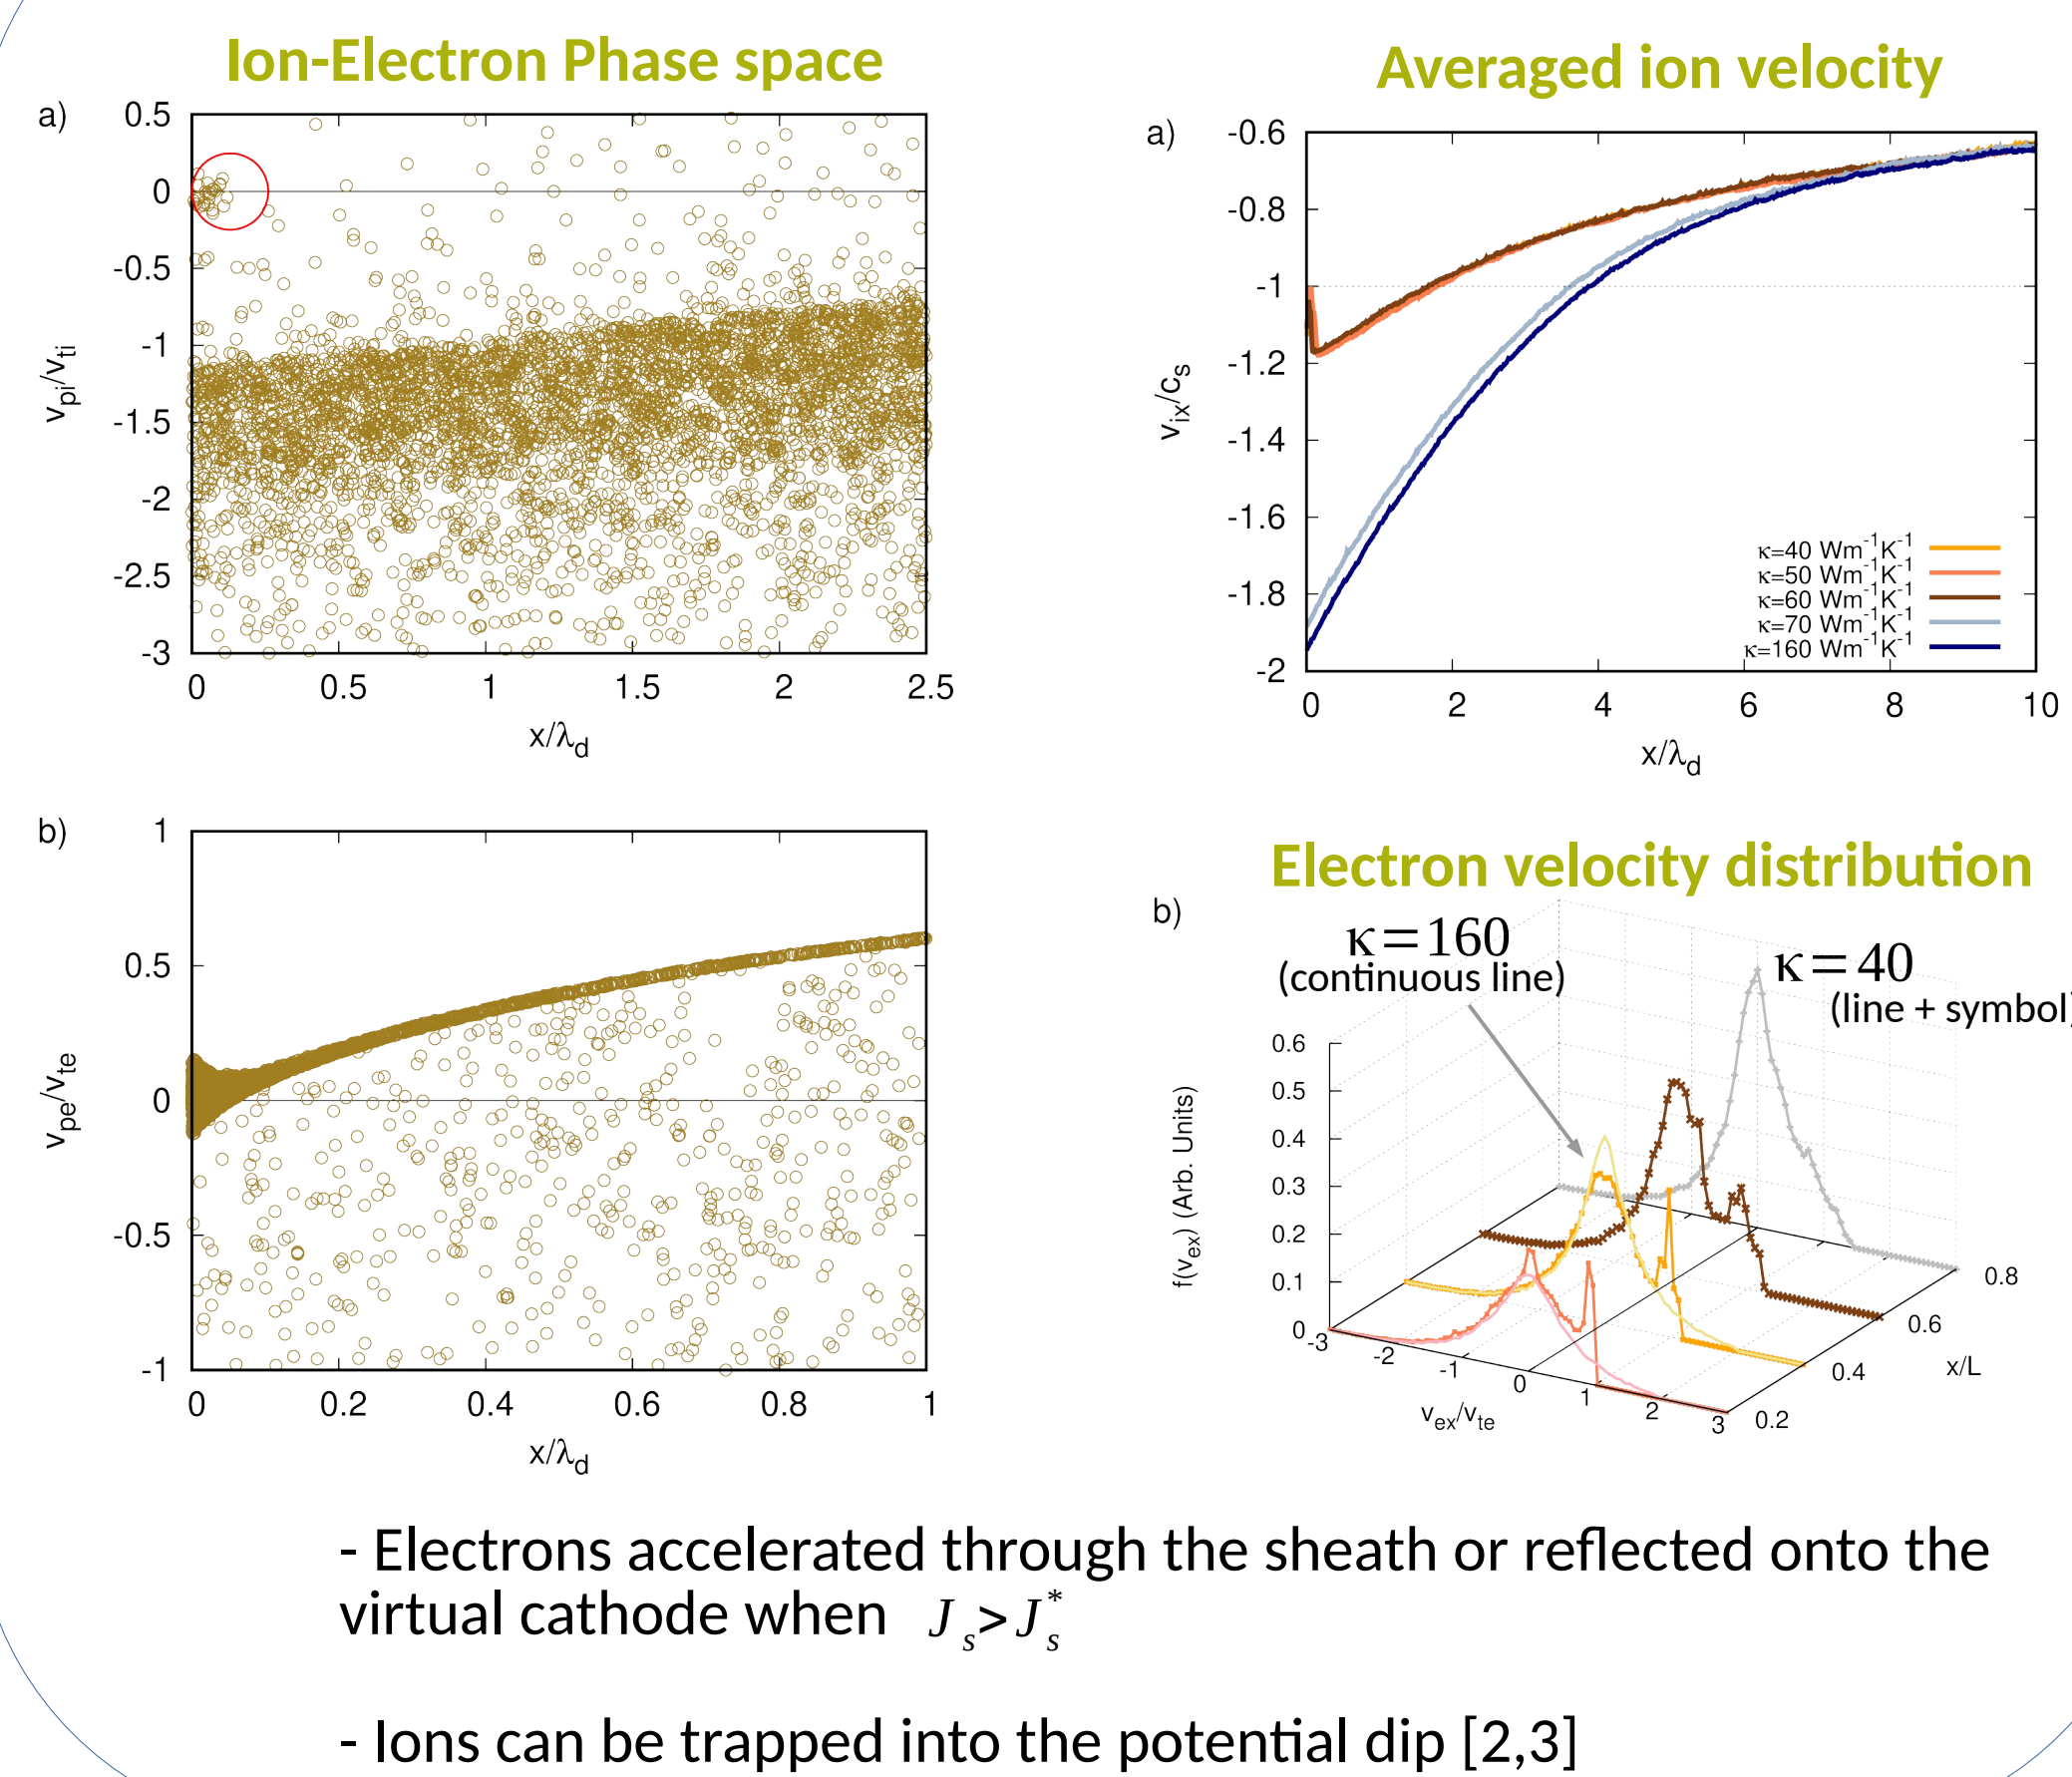 Ion-Electron Phase space
a)
0.5
0
-0.5
-1
-1.5
-2
-2.5
-3
v_pi/v_ti
0 0.5 1 1.5 2 2.5
x/λ_d
b)
1
0.5
0
-0.5
-1
v_pe/v_te
0 0.2 0.4 0.6 0.8 1
x/λ_d
Averaged ion velocity
a)
-0.6
-0.8
-1
-1.2
-1.4
-1.6
-1.8
-2
v_ix/c_s
κ=40 Wm⁻¹K⁻¹
κ=50 Wm⁻¹K⁻¹
κ=60 Wm⁻¹K⁻¹
κ=70 Wm⁻¹K⁻¹
κ=160 Wm⁻¹K⁻¹
0 2 4 6 8 10
x/λ_d
Electron velocity distribution
b)
κ=160
(continuous line)
κ=40
(line + symbol)
0.6
0.5
0.4
0.3
0.2
0.1
0
f(v_ex) (Arb. Units)
-3 -2 -1 0 1 2 3
v_ex/v_te
0.2 0.4 0.6 0.8
x/L
- Electrons accelerated through the sheath or reflected onto the
virtual cathode when J_s>J_s^*
- Ions can be trapped into the potential dip [2,3]